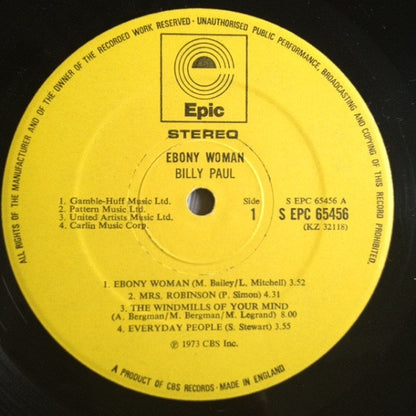 ALL RIGHTS OF THE MANUFACTURER AND OF THE OWNER OF THE RECORDED WORK RESERVED · UNAUTHORISED PUBLIC PERFORMANCE, BROADCASTING AND COPYING OF THIS RECORD PROHIBITED.
Epic
STEREO
EBONY WOMAN
BILLY PAUL
1. Gamble-Huff Music Ltd.
2. Pattern Music Ltd.
3. United Artists Music Ltd.
4. Carlin Music Corp.
Side
1
S EPC 65456 A
S EPC 65456
(KZ 32118)
1. EBONY WOMAN (M. Bailey/L. Mitchell) 3.52
2. MRS. ROBINSON (P. Simon) 4.31
3. THE WINDMILLS OF YOUR MIND
(A. Bergman/M. Bergman/M. Legrand) 8.00
4. EVERYDAY PEOPLE (S. Stewart) 3.55
℗ 1973 CBS Inc.
A PRODUCT OF CBS RECORDS · MADE IN ENGLAND